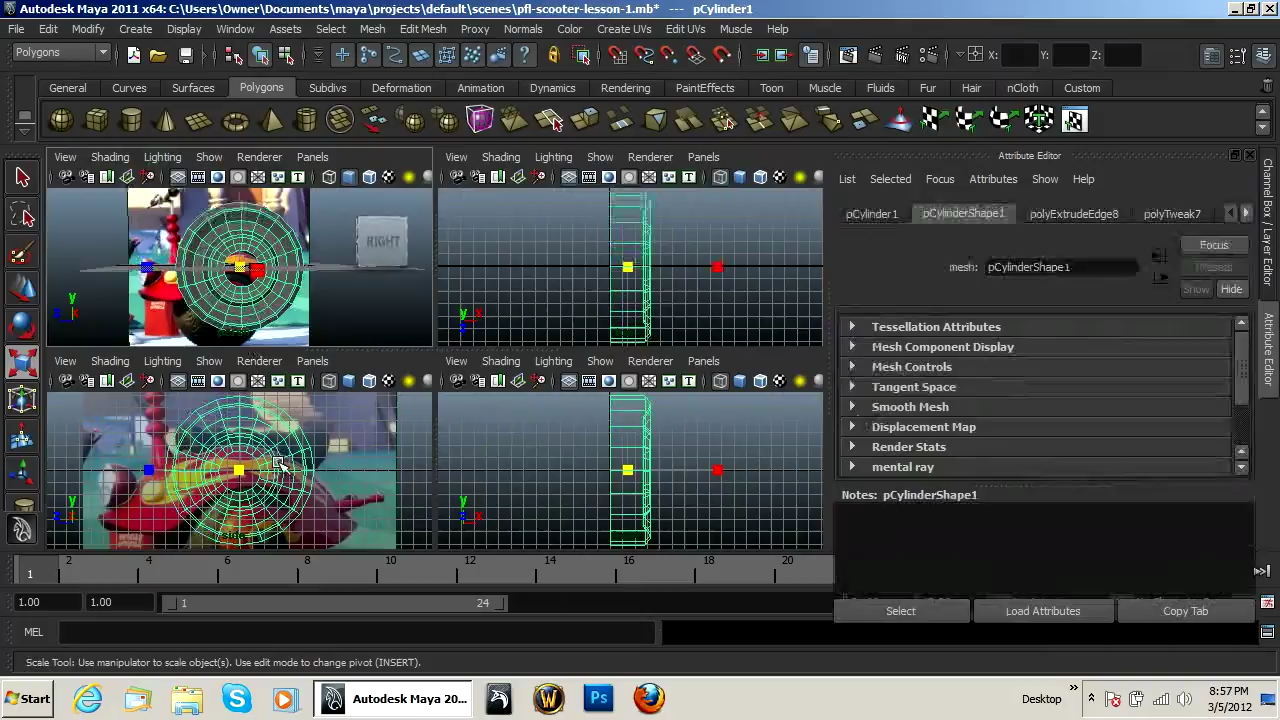 Autodesk Maya 2011 x64: C:\Users\Owner\Documents\maya\projects\default\scenes\pfl-scooter-lesson-1.mb* --- pCylinder1
File Edit Modify Create Display Window Assets Select Mesh Edit Mesh Proxy Normals Color Create UVs Edit UVs Muscle Help
Polygons X: Y: Z:
General Curves Surfaces Polygons Subdivs Deformation Animation Dynamics Rendering PaintEffects Toon Muscle Fluids Fur Hair nCloth Custom
View Shading Lighting Show Renderer Panels
View Shading Lighting Show Renderer Panels
RIGHT
y
z x
y
z x
View Shading Lighting Show Renderer Panels
View Shading Lighting Show Renderer Panels
y
y
Attribute Editor
List Selected Focus Attributes Show Help
pCylinder1 pCylinderShape1 polyExtrudeEdge8 polyTweak7
mesh: pCylinderShape1
Focus
Presets
Show Hide
Tessellation Attributes
Mesh Component Display
Mesh Controls
Tangent Space
Smooth Mesh
Displacement Map
Render Stats
mental ray
Notes: pCylinderShape1
Select Load Attributes Copy Tab
Channel Box / Layer Editor
Attribute Editor
2 4 6 8 10 12 14 16 18 20
1
1.00 1.00 1 24
MEL
Scale Tool: Use manipulator to scale object(s). Use edit mode to change pivot (INSERT).
Start Autodesk Maya 20... Ps Desktop 8:57 PM
3/5/2012